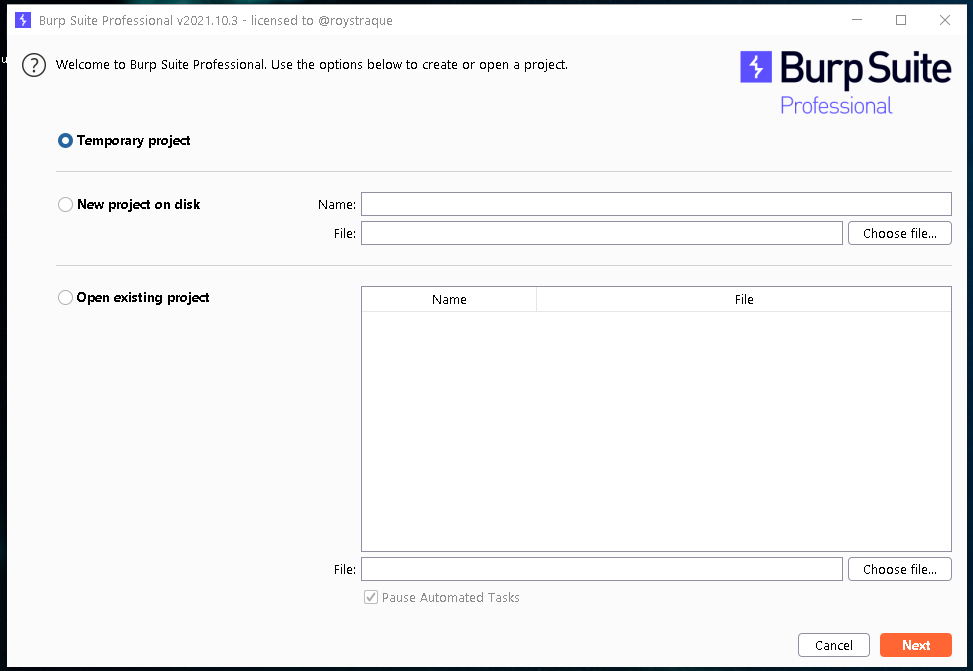 Burp Suite Professional v2021.10.3 - licensed to @roystraque
Welcome to Burp Suite Professional. Use the options below to create or open a project.
Burp Suite
Professional
Temporary project
New project on disk
Name:
File:
Choose file...
Open existing project
Name File
File:
Choose file...
Pause Automated Tasks
Cancel
Next